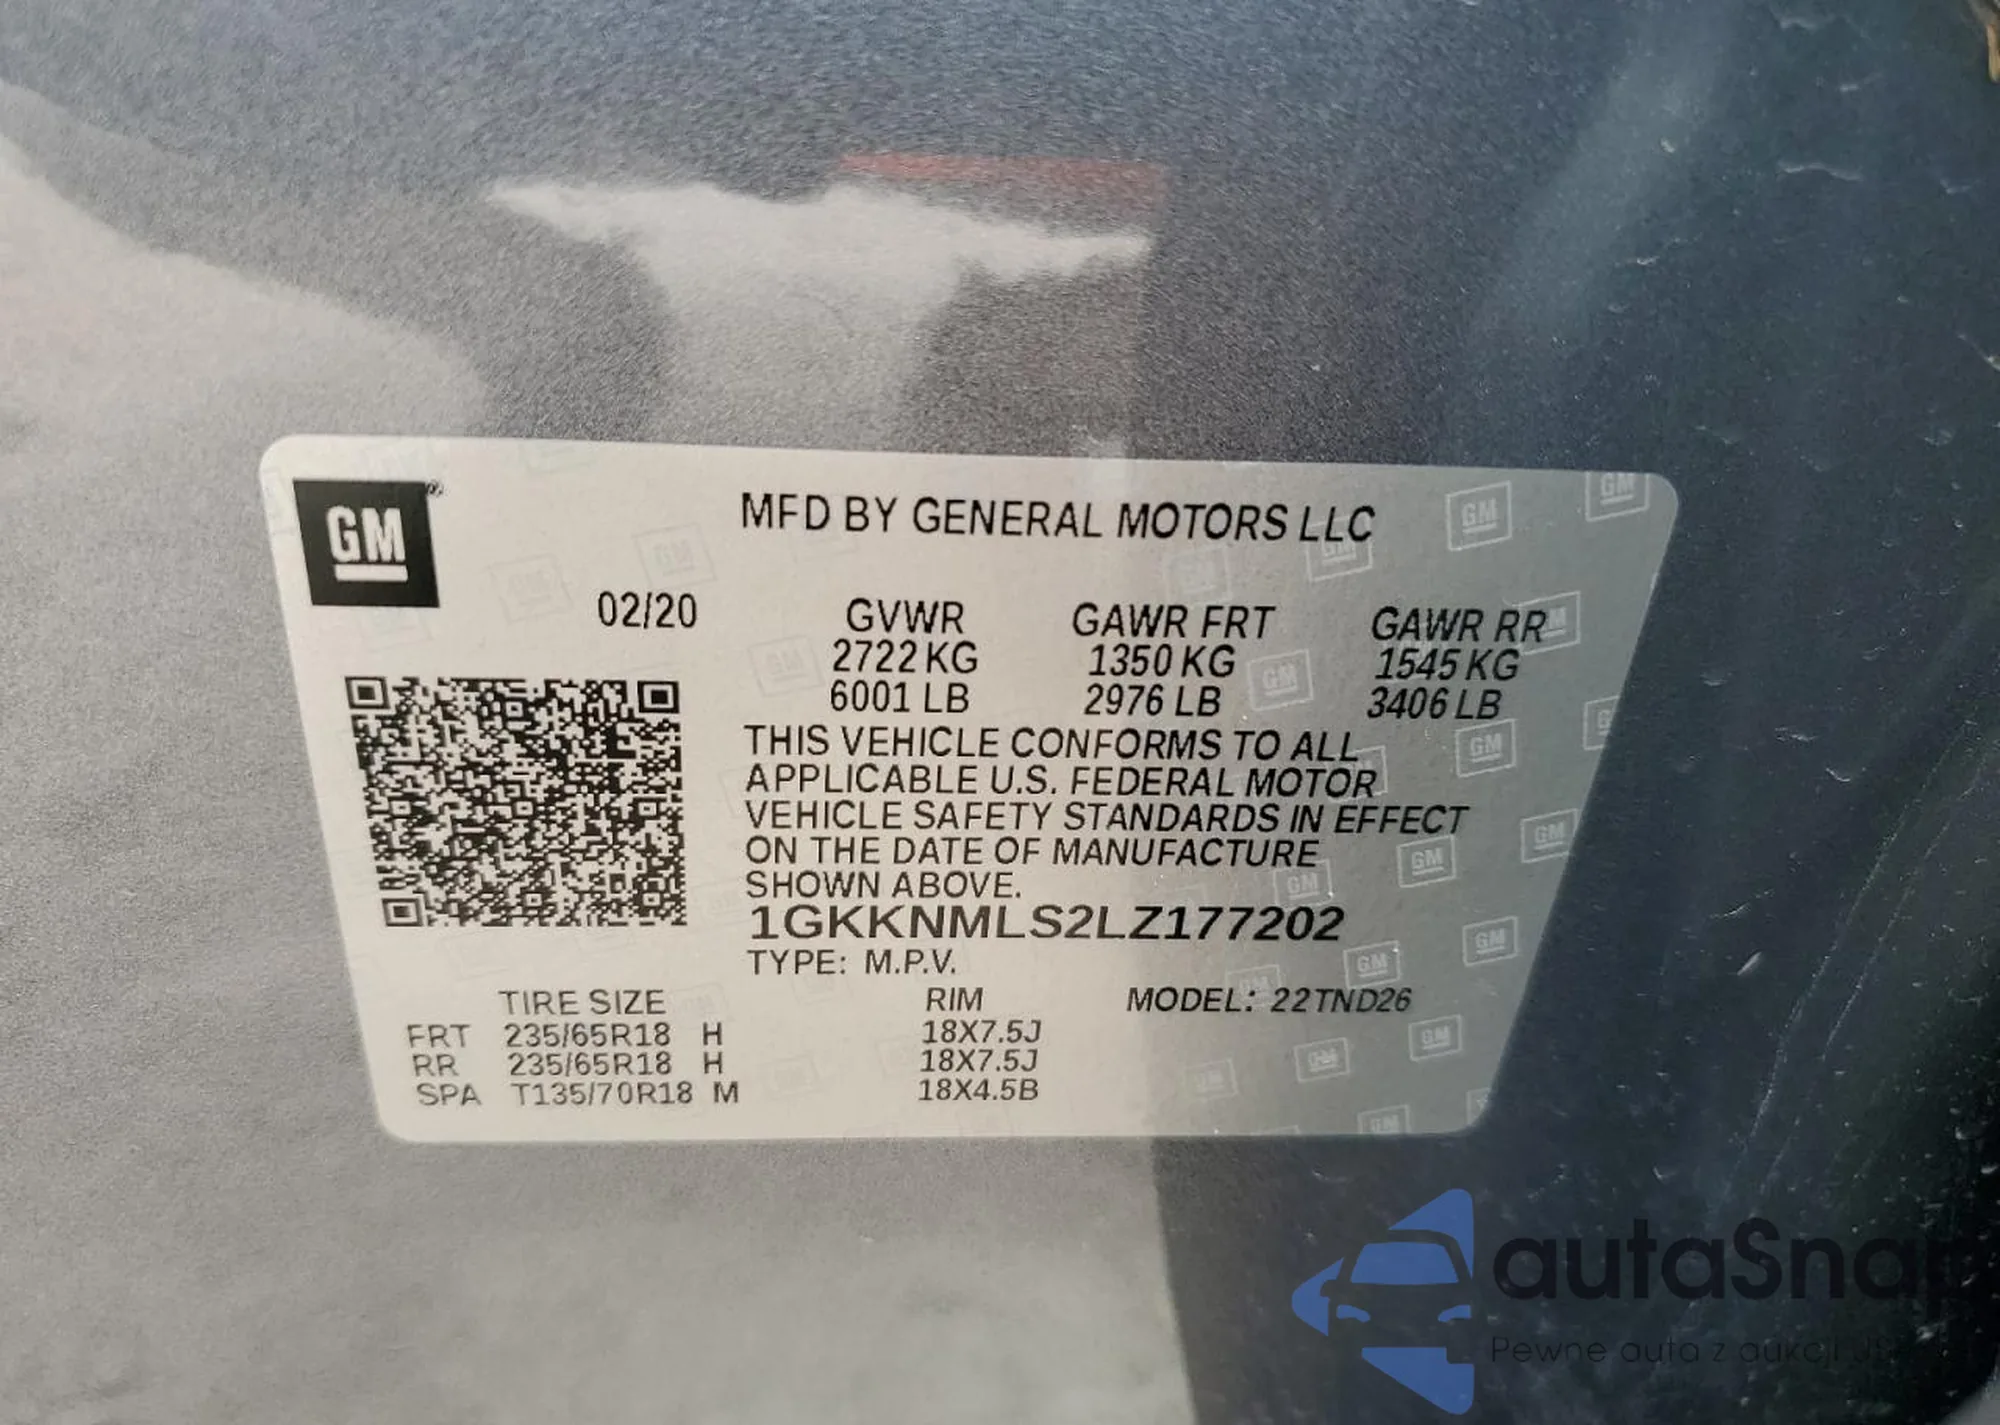 GM
MFD BY GENERAL MOTORS LLC
02/20
GVWR GAWR FRT GAWR RR
2722 KG 1350 KG 1545 KG
6001 LB 2976 LB 3406 LB
THIS VEHICLE CONFORMS TO ALL
APPLICABLE U.S. FEDERAL MOTOR
VEHICLE SAFETY STANDARDS IN EFFECT
ON THE DATE OF MANUFACTURE
SHOWN ABOVE.
1GKKNMLS2LZ177202
TYPE: M.P.V.
TIRE SIZE RIM MODEL: 22TND26
FRT 235/65R18 H 18X7.5J
RR 235/65R18 H 18X7.5J
SPA T135/70R18 M 18X4.5B
autaSnap
Pewne auta z aukcji